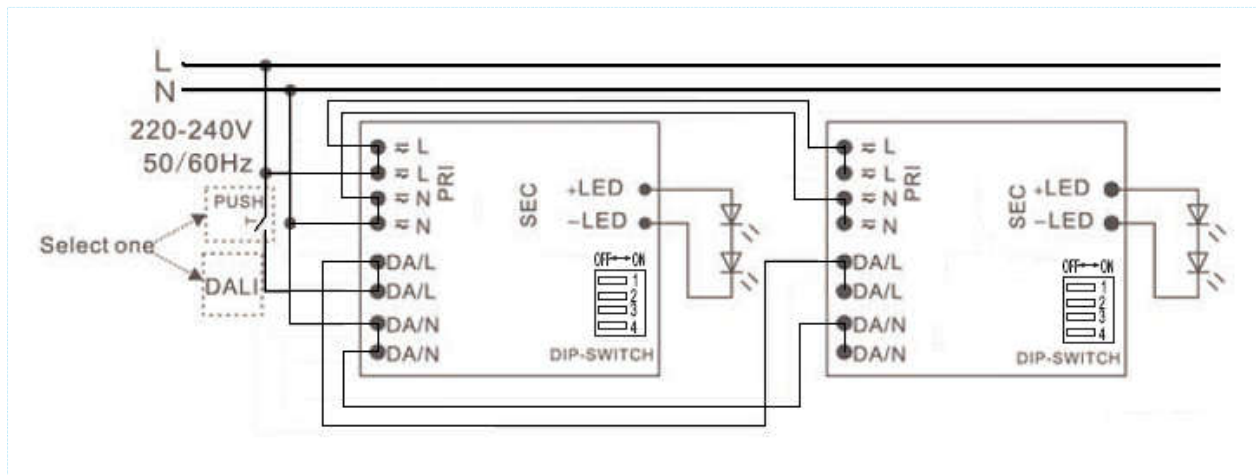 L
N
220-240V
50/60Hz
PUSH
Select one
DALI
≂ L
≂ L
≂ N
≂ N
PRI
DA/L
DA/L
DA/N
DA/N
SEC
+LED
-LED
OFF↔ON
1
2
3
4
DIP-SWITCH
≂ L
≂ L
≂ N
≂ N
PRI
DA/L
DA/L
DA/N
DA/N
SEC
+LED
-LED
OFF↔ON
1
2
3
4
DIP-SWITCH